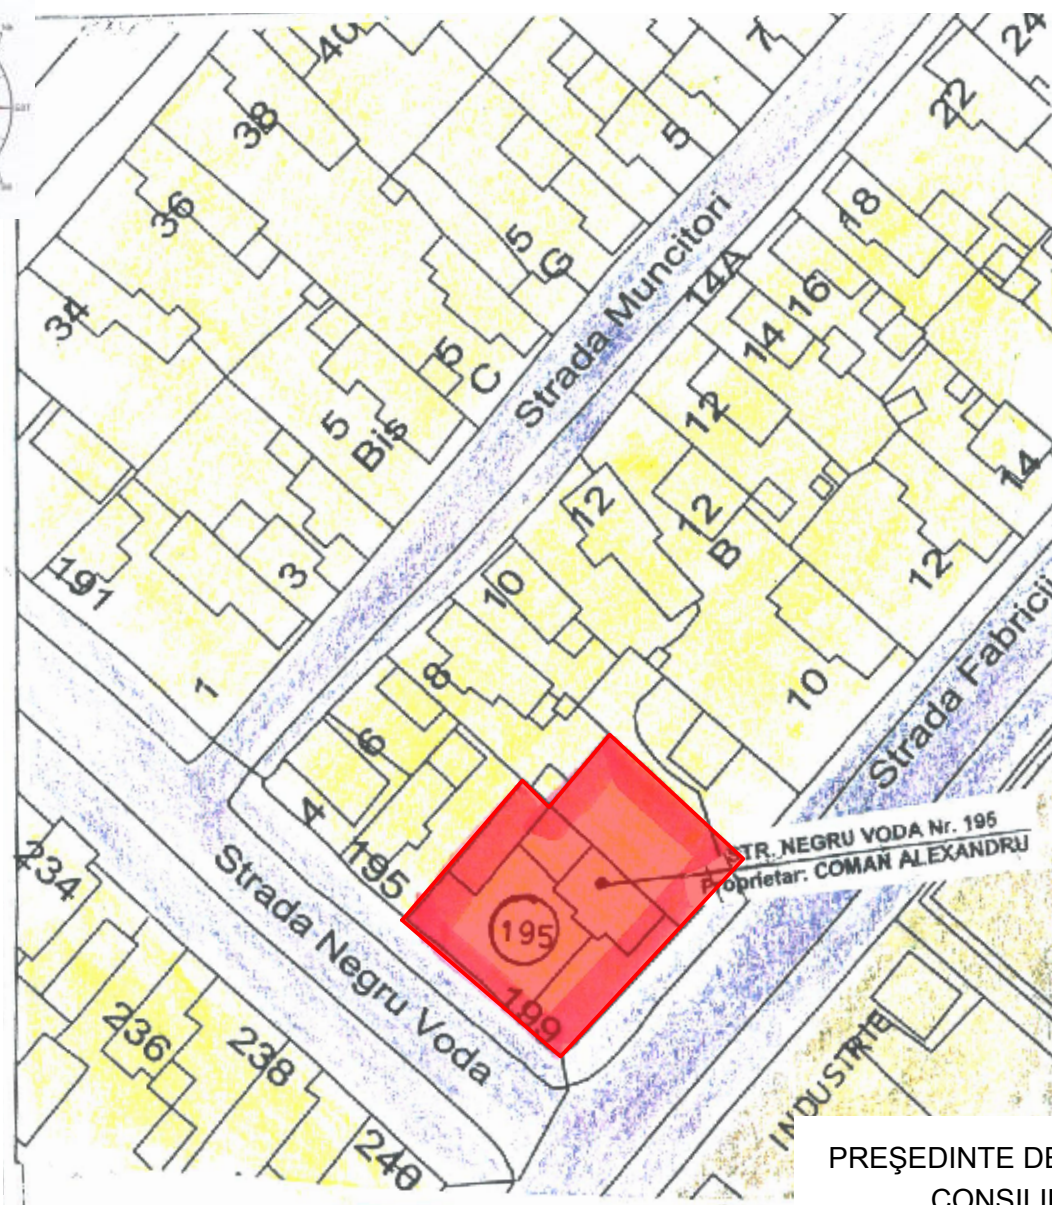 40
7
24
38
22
5
36
18
5
G
Strada Muncitori
14A
34
16
14
5
C
12
5
Bis
14
12
12
B
12
191
3
10
10
Strada Fabricii
8
1
6
4
195
STR. NEGRU VODA Nr. 195
Proprietar: COMAN ALEXANDRU
234
Strada Negru Voda
195
199
236
238
INDUSTRIE
240
PREŞEDINTE DE